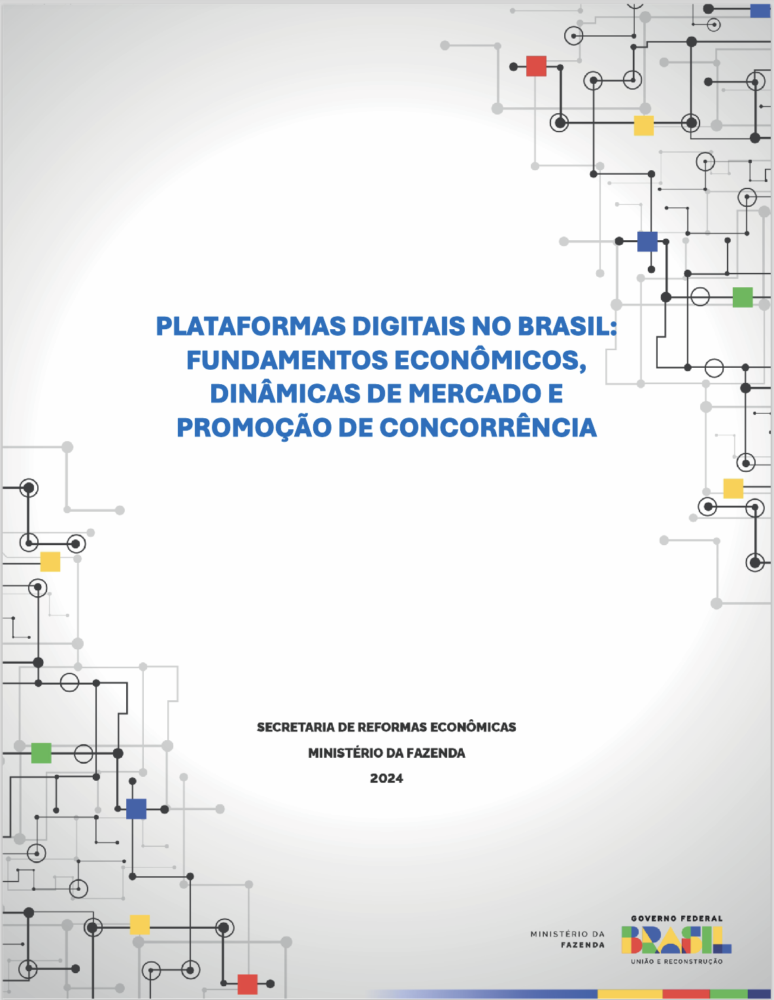 PLATAFORMAS DIGITAIS NO BRASIL:
FUNDAMENTOS ECONÔMICOS,
DINÂMICAS DE MERCADO E
PROMOÇÃO DE CONCORRÊNCIA
SECRETARIA DE REFORMAS ECONÔMICAS
MINISTÉRIO DA FAZENDA
2024
MINISTÉRIO DA
FAZENDA
GOVERNO FEDERAL
BRASIL
UNIÃO E RECONSTRUÇÃO